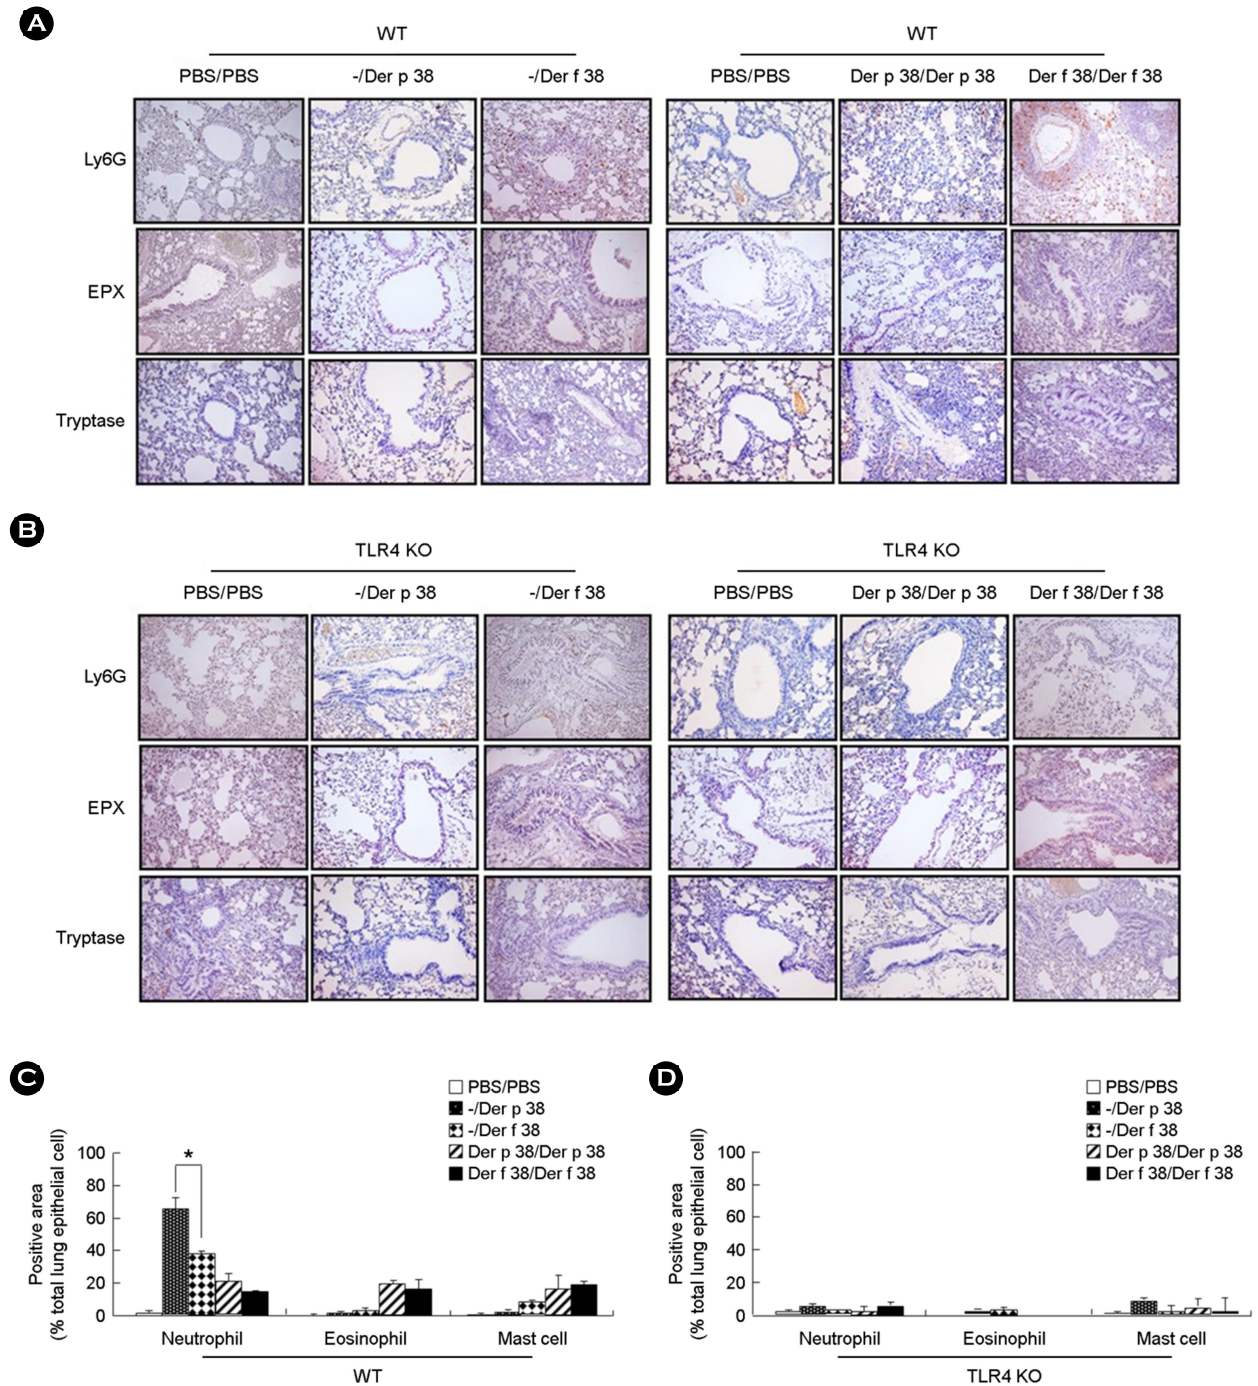 A
WT
WT
PBS/PBS -/Der p 38 -/Der f 38
PBS/PBS Der p 38/Der p 38 Der f 38/Der f 38
Ly6G
EPX
Tryptase
B
TLR4 KO
TLR4 KO
PBS/PBS -/Der p 38 -/Der f 38
PBS/PBS Der p 38/Der p 38 Der f 38/Der f 38
Ly6G
EPX
Tryptase
C
PBS/PBS
-/Der p 38
-/Der f 38
Der p 38/Der p 38
Der f 38/Der f 38
Positive area
(% total lung epithelial cell)
100
80
60
40
20
0
*
Neutrophil Eosinophil Mast cell
WT
D
PBS/PBS
-/Der p 38
-/Der f 38
Der p 38/Der p 38
Der f 38/Der f 38
Positive area
(% total lung epithelial cell)
100
80
60
40
20
0
Neutrophil Eosinophil Mast cell
TLR4 KO